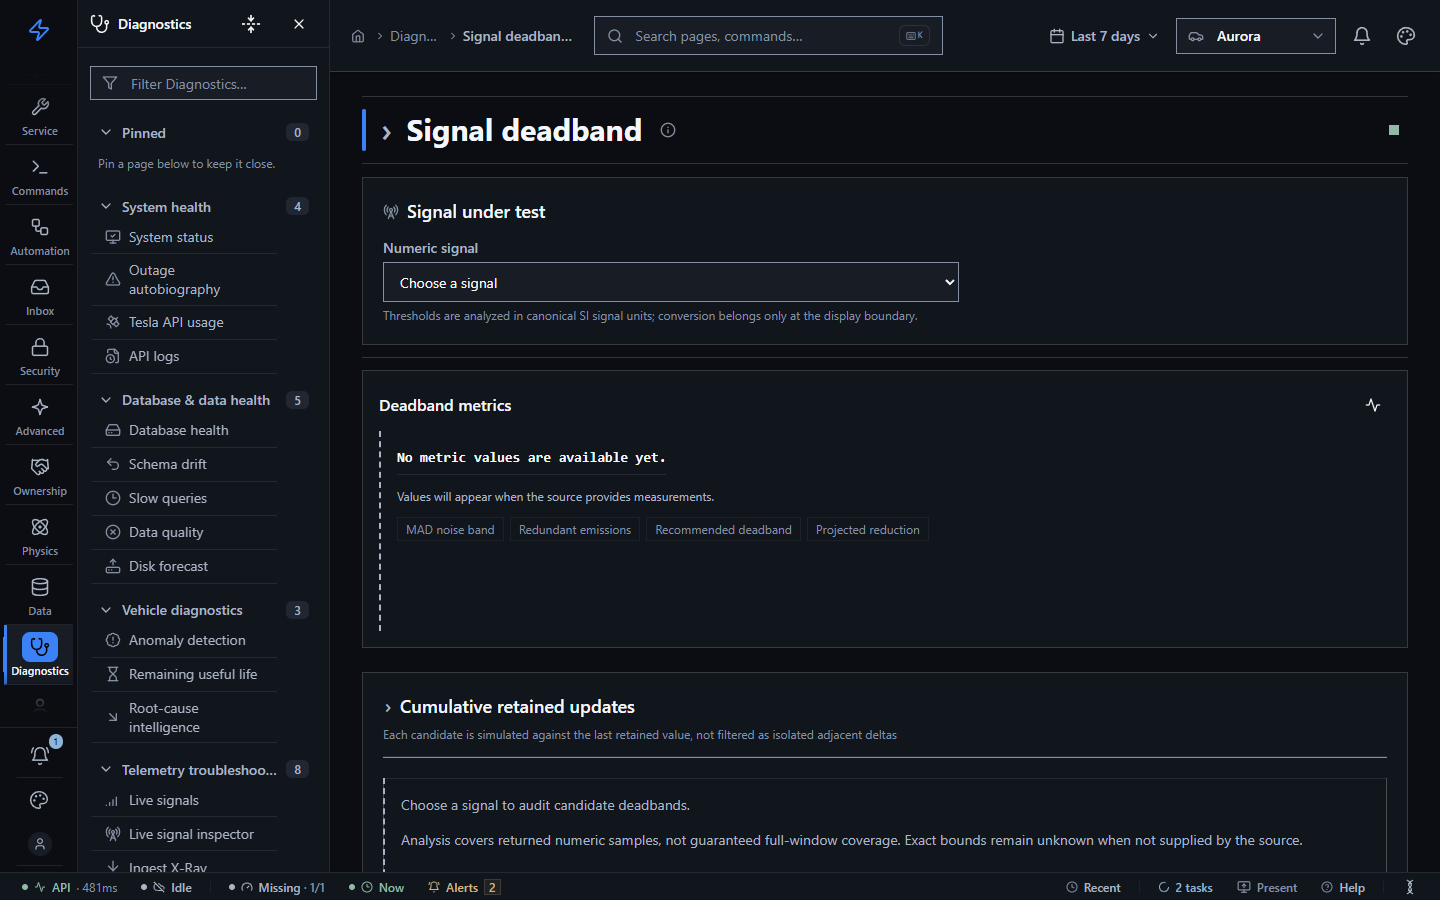 Diagnostics
Diagn...
Signal deadban...
Search pages, commands...
K
Last 7 days
Aurora
Service
Commands
Automation
Inbox
Security
Advanced
Ownership
Physics
Data
Diagnostics
1
Filter Diagnostics...
Pinned
0
Pin a page below to keep it close.
System health
4
System status
Outage
autobiography
Tesla API usage
API logs
Database & data health
5
Database health
Schema drift
Slow queries
Data quality
Disk forecast
Vehicle diagnostics
3
Anomaly detection
Remaining useful life
Root-cause
intelligence
Telemetry troubleshoo...
8
Live signals
Live signal inspector
Ingest X-Ray
Signal deadband
Signal under test
Numeric signal
Choose a signal
Thresholds are analyzed in canonical SI signal units; conversion belongs only at the display boundary.
Deadband metrics
No metric values are available yet.
Values will appear when the source provides measurements.
MAD noise band
Redundant emissions
Recommended deadband
Projected reduction
Cumulative retained updates
Each candidate is simulated against the last retained value, not filtered as isolated adjacent deltas
Choose a signal to audit candidate deadbands.
Analysis covers returned numeric samples, not guaranteed full-window coverage. Exact bounds remain unknown when not supplied by the source.
API · 481ms
Idle
Missing · 1/1
Now
Alerts 2
Recent
2 tasks
Present
Help